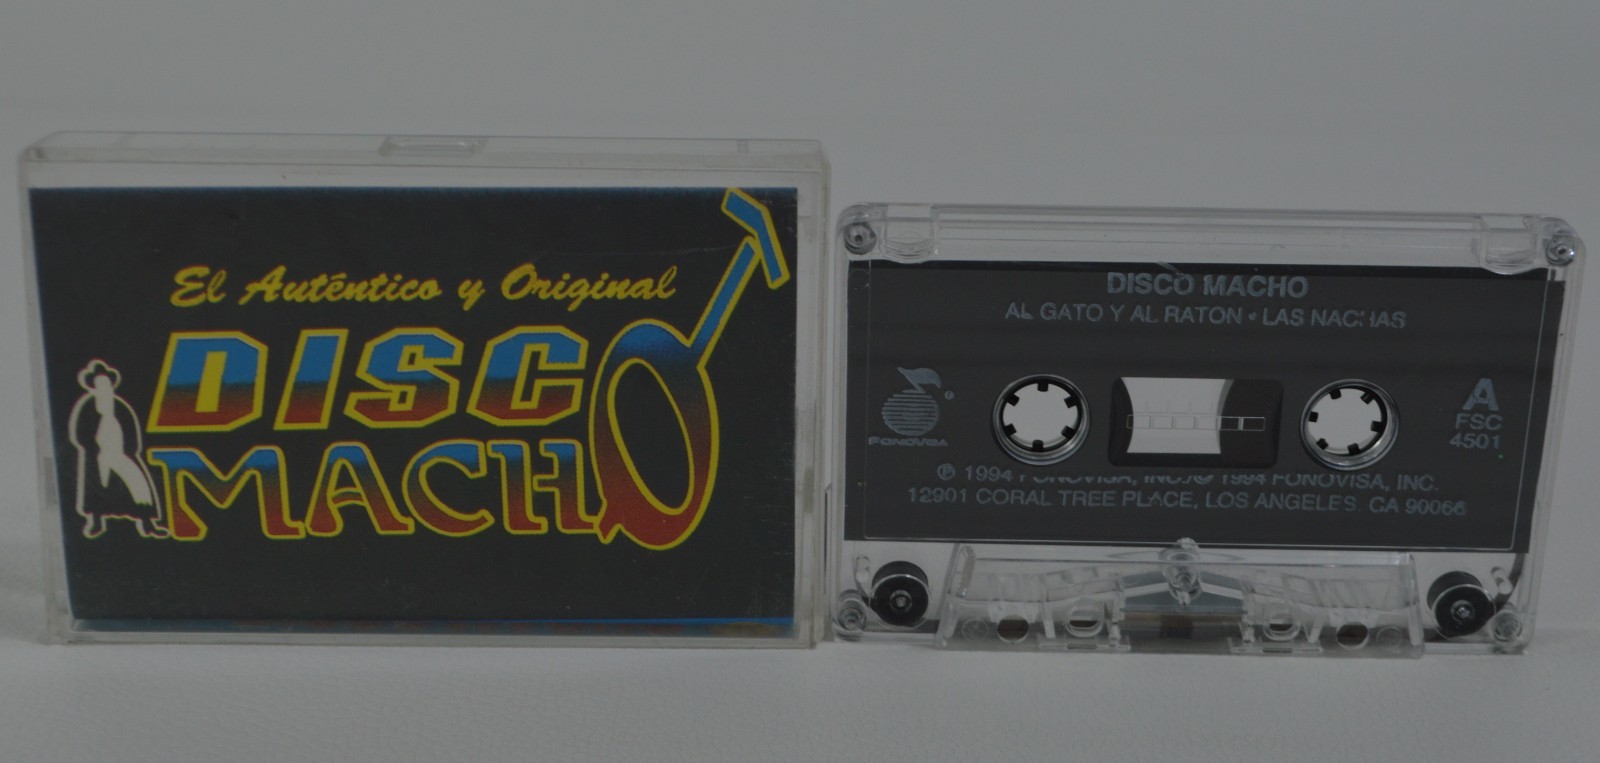 El Auténtico y Original
DISCO
MACHO
DISCO MACHO
AL GATO Y AL RATON • LAS NACHAS
FONOVISA
®
A
FSC
4501
℗ 1994 FONOVISA, INC./© 1994 FONOVISA, INC.
12901 CORAL TREE PLACE, LOS ANGELES, CA 90066